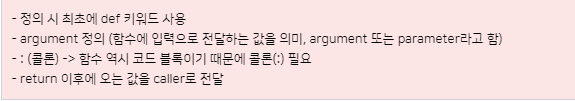 - 정의 시 최초에 def 키워드 사용
- argument 정의 (함수에 입력으로 전달하는 값을 의미, argument 또는 parameter라고 함)
- : (콜론) -> 함수 역시 코드 블록이기 때문에 콜론(:) 필요
- return 이후에 오는 값을 caller로 전달